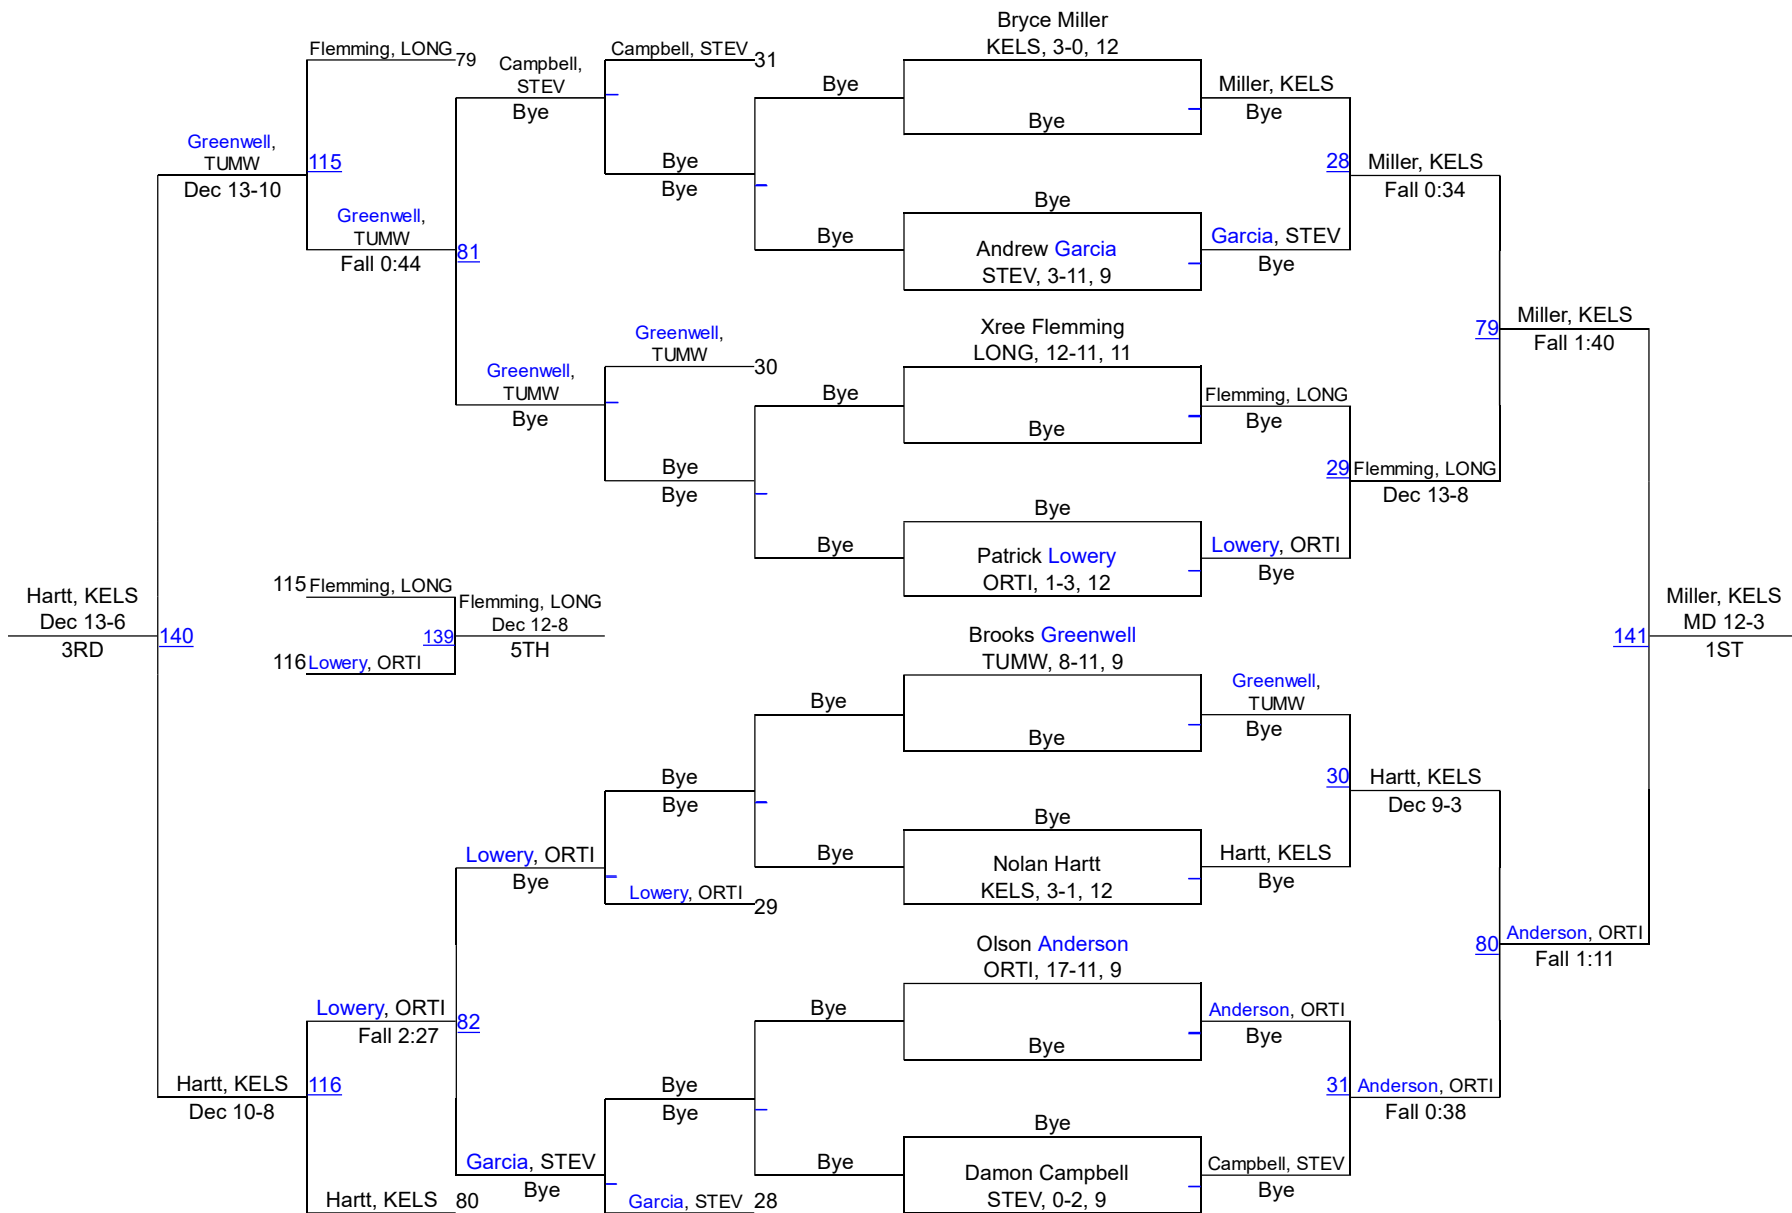 Bryce Miller
KELS, 3-0, 12
Flemming, LONG
79
Campbell,
STEV
Bye
Campbell, STEV
31
Bye
Miller, KELS
Bye
Bye
Greenwell,
TUMW
Dec 13-10
115
Bye
Bye
28
Miller, KELS
Fall 0:34
Greenwell,
TUMW
Fall 0:44
81
Bye
Bye
Andrew Garcia
STEV, 3-11, 9
Garcia, STEV
Bye
Greenwell,
TUMW
30
Xree Flemming
LONG, 12-11, 11
79
Miller, KELS
Fall 1:40
Greenwell,
TUMW
Bye
Bye
Flemming, LONG
Bye
Bye
Bye
Bye
29
Flemming, LONG
Dec 13-8
Bye
Bye
Patrick Lowery
ORTI, 1-3, 12
Lowery, ORTI
Bye
Hartt, KELS
Dec 13-6
3RD
140
115
Flemming, LONG
139
Flemming, LONG
Dec 12-8
5TH
116
Lowery, ORTI
141
Miller, KELS
MD 12-3
1ST
Brooks Greenwell
TUMW, 8-11, 9
Bye
Greenwell,
TUMW
Bye
Bye
Bye
Bye
30
Hartt, KELS
Dec 9-3
Lowery, ORTI
Bye
Bye
Bye
Nolan Hartt
KELS, 3-1, 12
Hartt, KELS
Bye
Lowery, ORTI
29
Olson Anderson
ORTI, 17-11, 9
80
Anderson, ORTI
Fall 1:11
Lowery, ORTI
Fall 2:27
82
Bye
Anderson, ORTI
Bye
Bye
Hartt, KELS
Dec 10-8
116
Bye
Bye
31
Anderson, ORTI
Fall 0:38
Garcia, STEV
Bye
Bye
Bye
Damon Campbell
STEV, 0-2, 9
Campbell, STEV
Bye
Hartt, KELS
80
Garcia, STEV
28